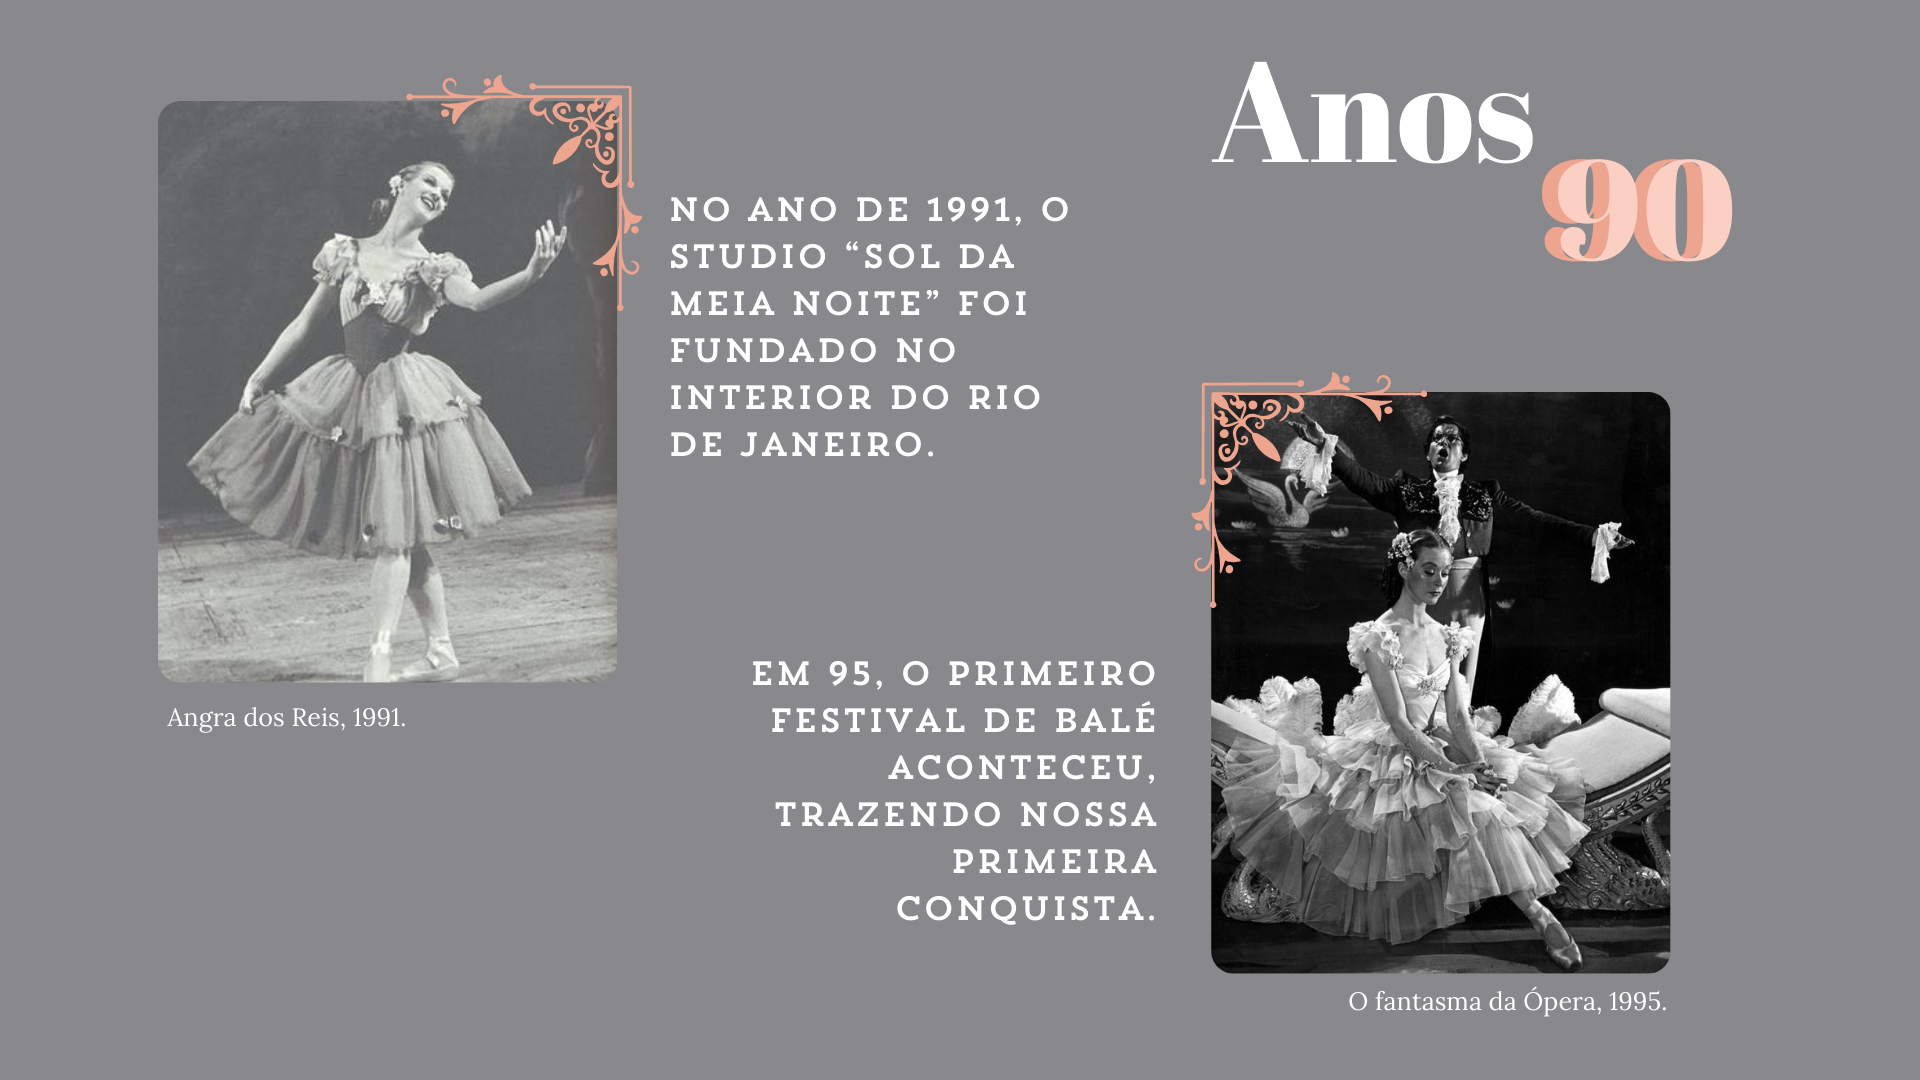 Anos
90
NO ANO DE 1991, O
STUDIO “SOL DA
MEIA NOITE” FOI
FUNDADO NO
INTERIOR DO RIO
DE JANEIRO.
Angra dos Reis, 1991.
EM 95, O PRIMEIRO
FESTIVAL DE BALÉ
ACONTECEU,
TRAZENDO NOSSA
PRIMEIRA
CONQUISTA.
O fantasma da Ópera, 1995.